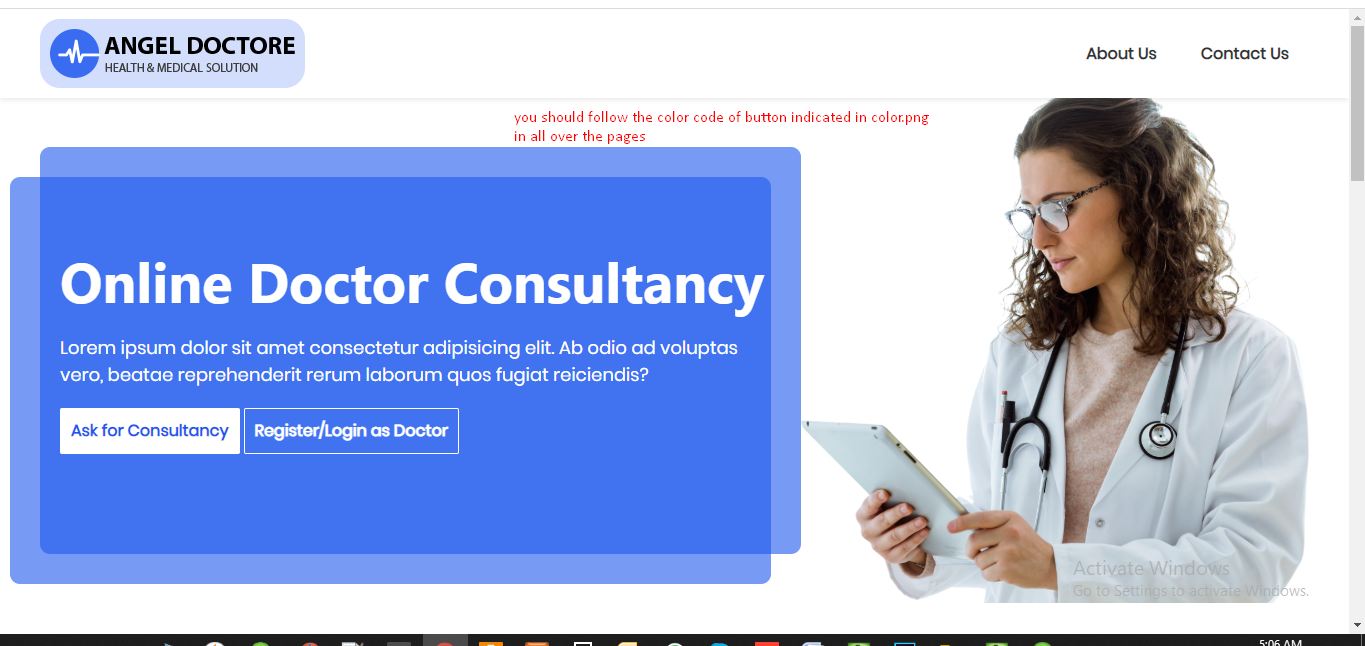 ANGEL DOCTORE
HEALTH & MEDICAL SOLUTION
About Us
Contact Us
you should follow the color code of button indicated in color.png
in all over the pages
Online Doctor Consultancy
Lorem ipsum dolor sit amet consectetur adipisicing elit. Ab odio ad voluptas
vero, beatae reprehenderit rerum laborum quos fugiat reiciendis?
Ask for Consultancy
Register/Login as Doctor
Activate Windows
Go to Settings to activate Windows.
5:06 AM